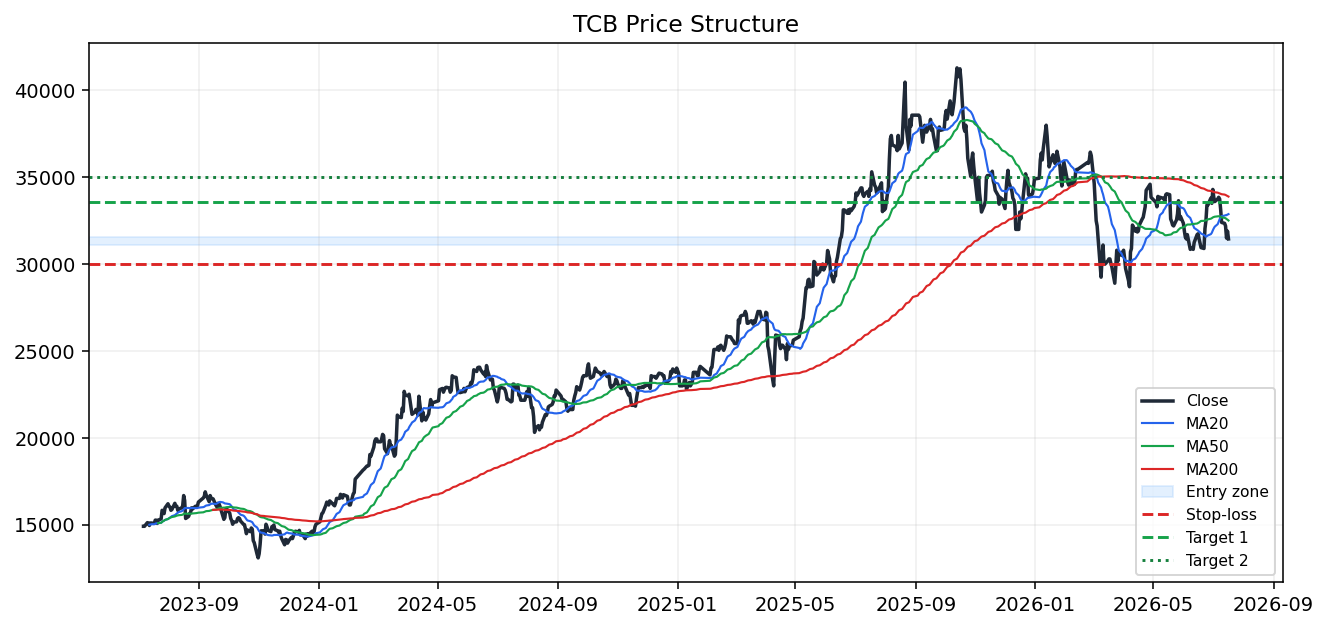 TCB Price Structure
40000
35000
30000
25000
20000
15000
Close
MA20
MA50
MA200
Entry zone
Stop-loss
Target 1
Target 2
2023-09
2024-01
2024-05
2024-09
2025-01
2025-05
2025-09
2026-01
2026-05
2026-09